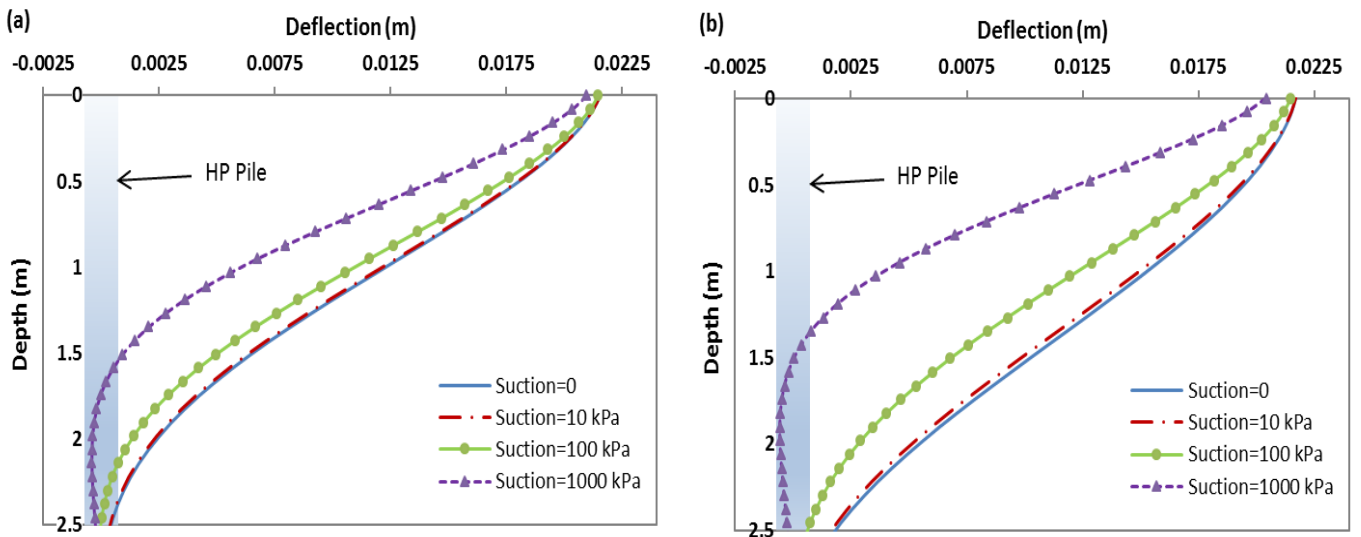 (a)
Deflection (m)
-0.0025 0.0025 0.0075 0.0125 0.0175 0.0225
0
0.5
1
1.5
2
2.5
Depth (m)
HP Pile
Suction=0
Suction=10 kPa
Suction=100 kPa
Suction=1000 kPa
(b)
Deflection (m)
-0.0025 0.0025 0.0075 0.0125 0.0175 0.0225
0
0.5
1
1.5
2
2.5
Depth (m)
HP Pile
Suction=0
Suction=10 kPa
Suction=100 kPa
Suction=1000 kPa